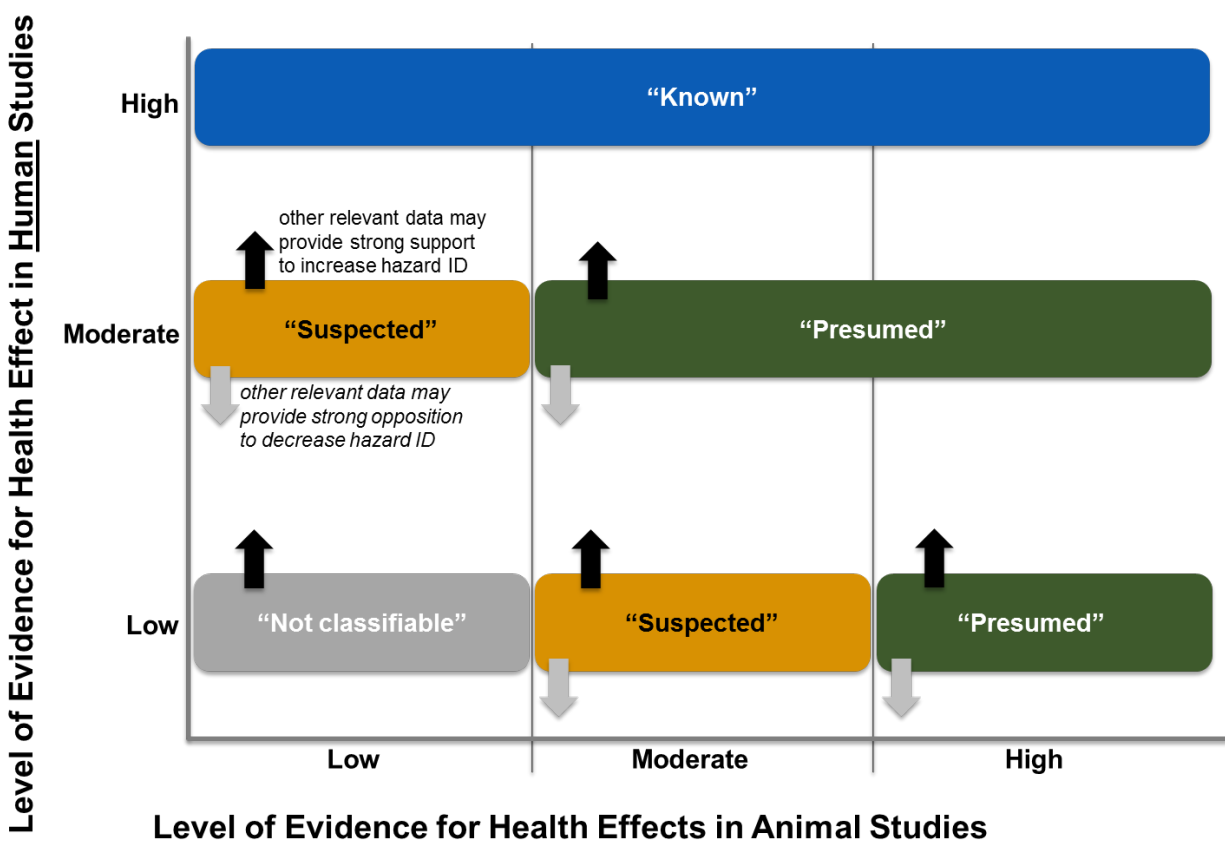 Level of Evidence for Health Effect in Human Studies
High
“Known”
other relevant data may
provide strong support
to increase hazard ID
Moderate
“Suspected”
“Presumed”
other relevant data may
provide strong opposition
to decrease hazard ID
Low
“Not classifiable”
“Suspected”
“Presumed”
Low
Moderate
High
Level of Evidence for Health Effects in Animal Studies